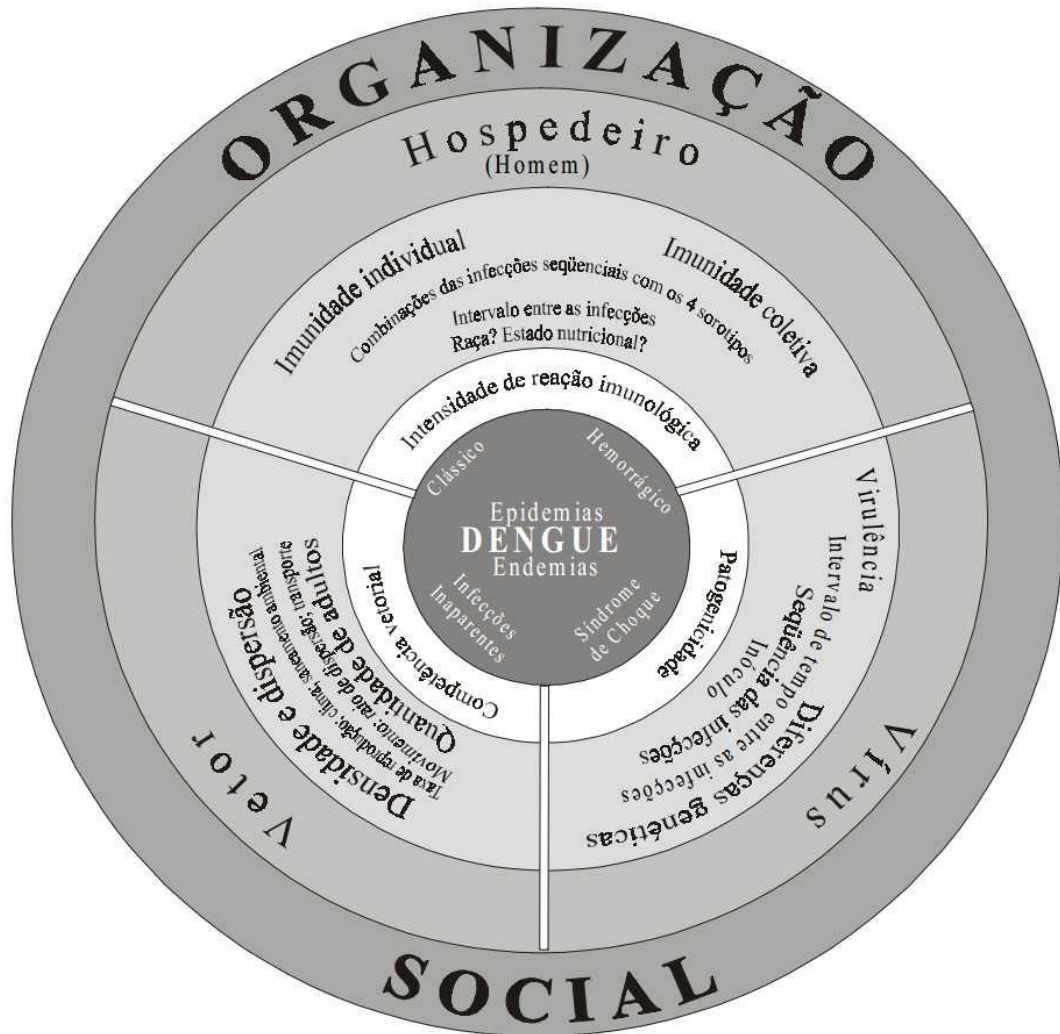 ORGANIZAÇÃO
Hospedeiro
(Homem)
Imunidade individual
Imunidade coletiva
Combinações das infecções seqüenciais com os 4 sorotipos
Intervalo entre as infecções
Raça? Estado nutricional?
Intensidade de reação imunológica
Clássico
Hemorrágico
Epidemias
DENGUE
Endemias
Infecções
Inaparentes
Síndrome
de Choque
Virulência
Intervalo de tempo entre as infecções
Seqüência das infecções
Inóculo
Diferenças genéticas
Patogenicidade
Vírus
Competência vetorial
Quantidade de adultos
Movimento: raio de dispersão; transporte
Taxa de reprodução; clima; saneamento ambiental
Densidade e dispersão
Vetor
SOCIAL